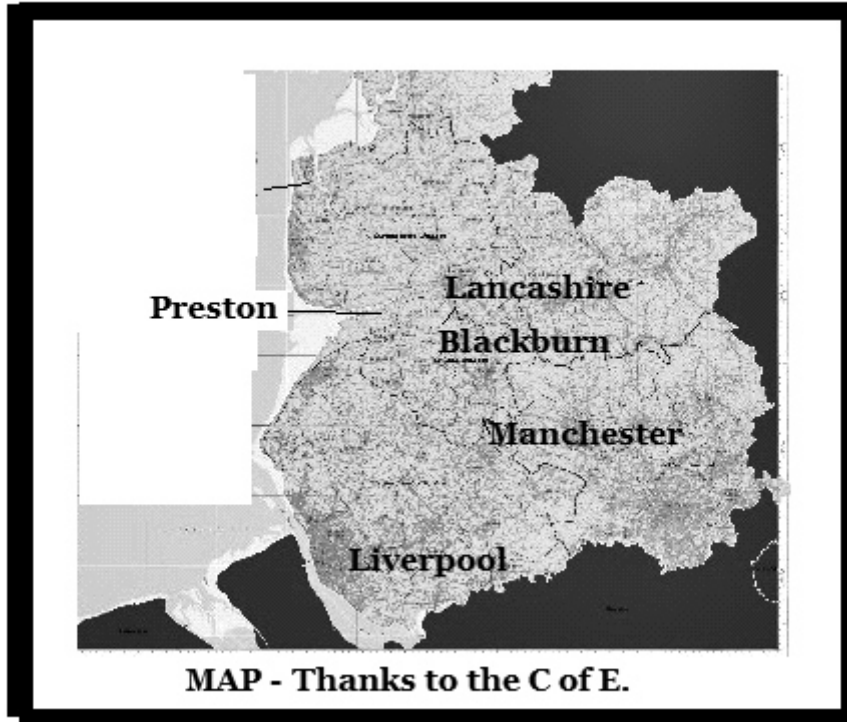 Lancashire
Preston
Blackburn
Manchester
Liverpool
MAP - Thanks to the C of E.